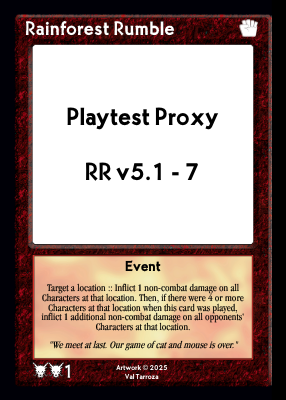 Rainforest Rumble
Playtest Proxy
RR v5.1 - 7
Event
Target a location :: Inflict 1 non-combat damage on all
Characters at that location. Then, if there were 4 or more
Characters at that location when this card was played,
inflict 1 additional non-combat damage on all opponents'
Characters at that location.
"We meet at last. Our game of cat and mouse is over."
1
Artwork © 2025
Val Tarroza